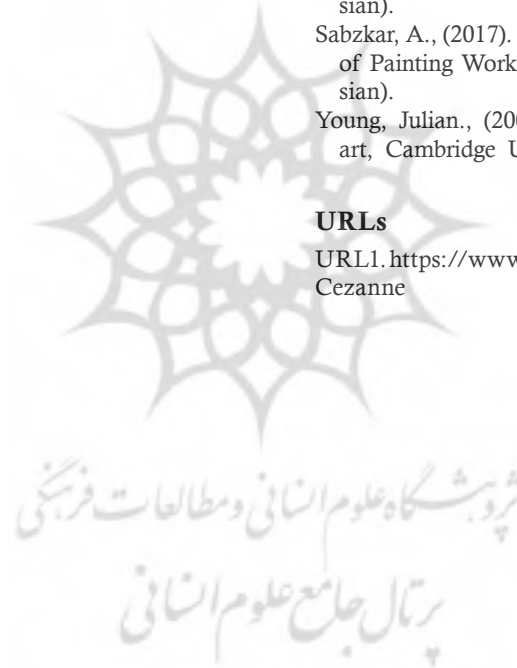 sian).
Sabzkar, A., (2017).
of Painting Work
sian).
Young, Julian., (200
art, Cambridge U
URLs
URL1.https://www
Cezanne
پژوهشگاه علوم انسانی و مطالعات فرهنگی
پرتال جامع علوم انسانی